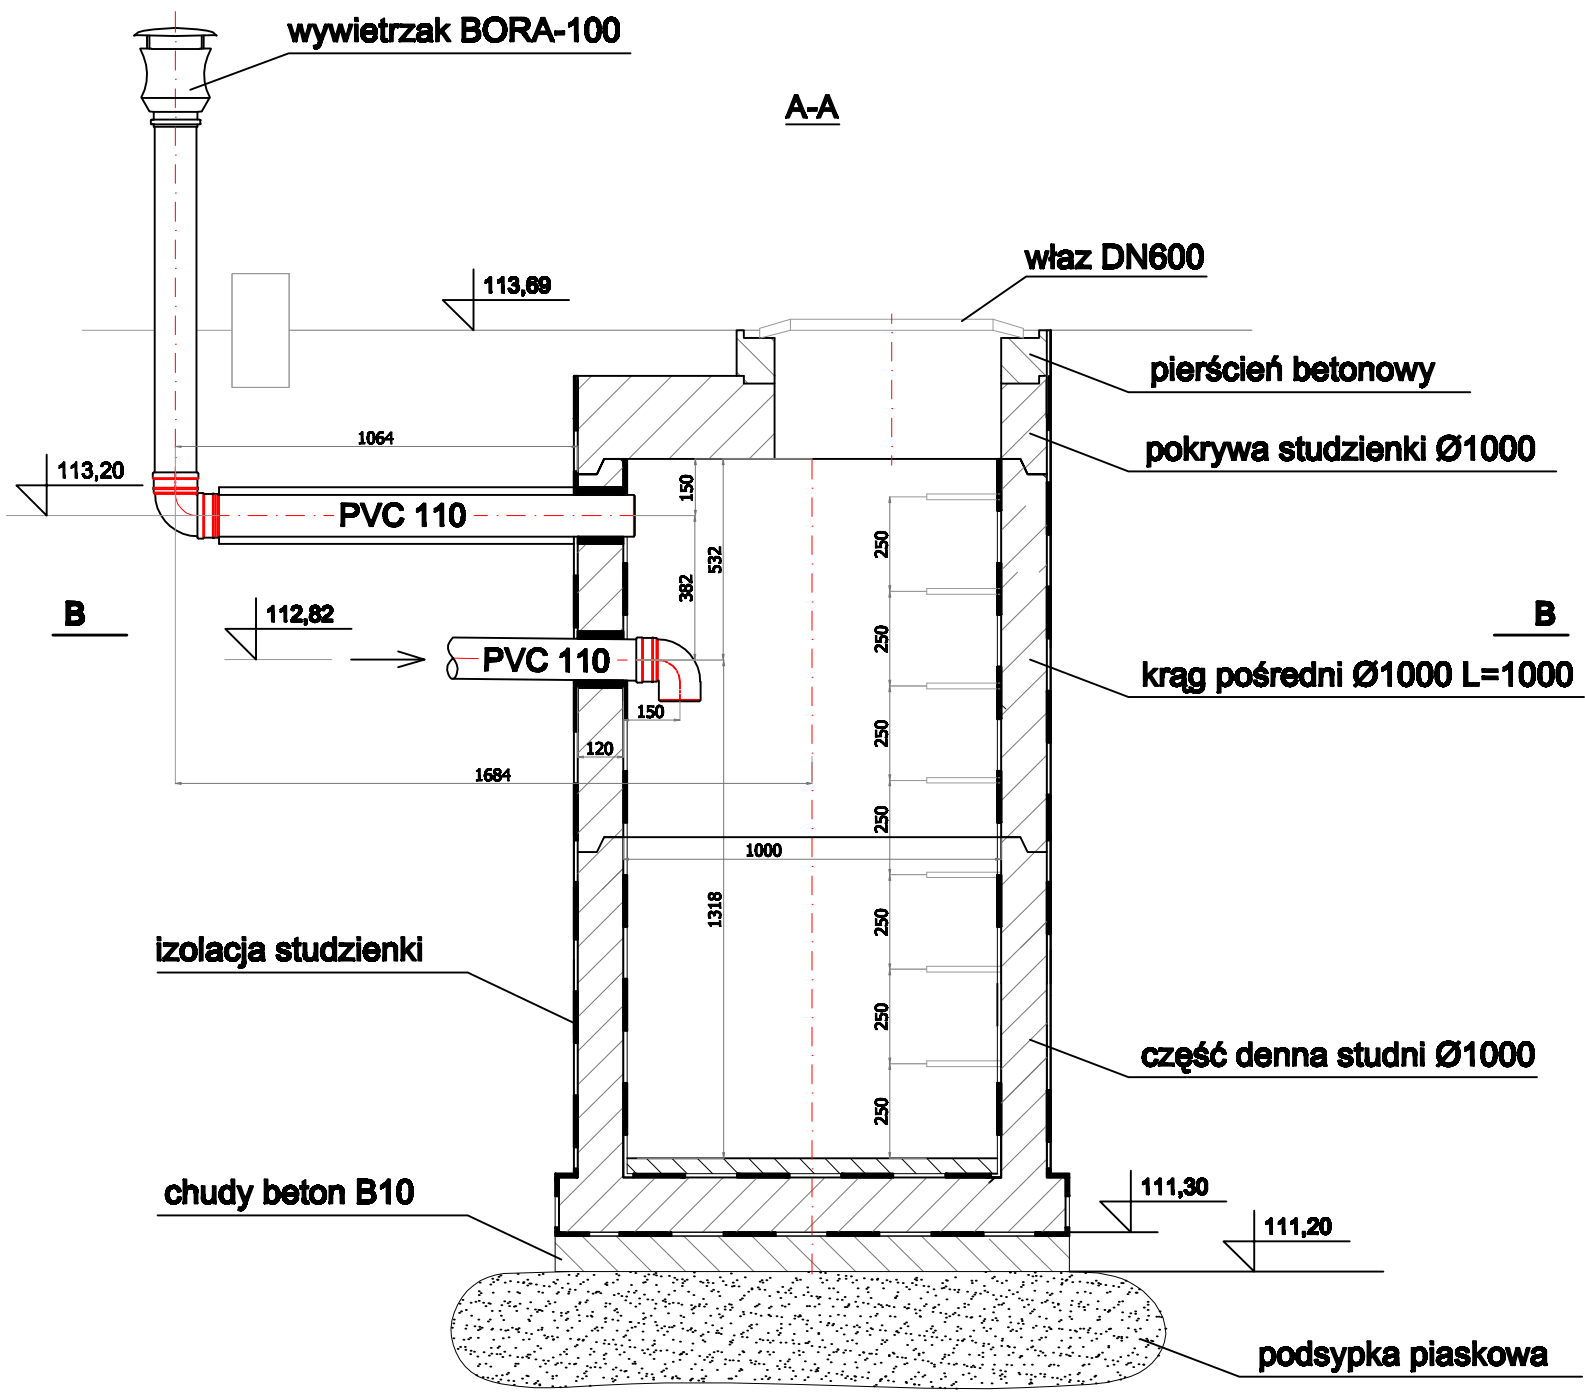 wywietrzak BORA-100
A-A
właz DN600
113,69
pierścień betonowy
1064
pokrywa studzienki Ø1000
113,20
150
PVC 110
250
532
382
B
112,82
B
250
PVC 110
krąg pośredni Ø1000 L=1000
150
250
120
1684
250
1000
1318
250
izolacja studzienki
250
część denna studni Ø1000
250
chudy beton B10
111,30
111,20
podsypka piaskowa